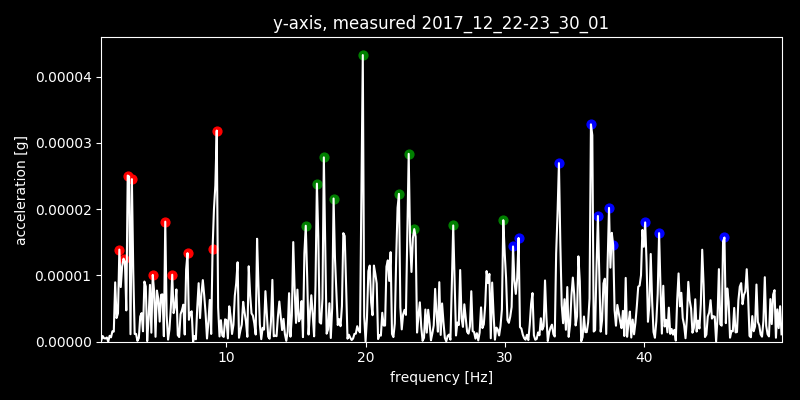 y-axis, measured 2017_12_22-23_30_01
0.00004
0.00003
0.00002
0.00001
0.00000
acceleration [g]
10 20 30 40
frequency [Hz]